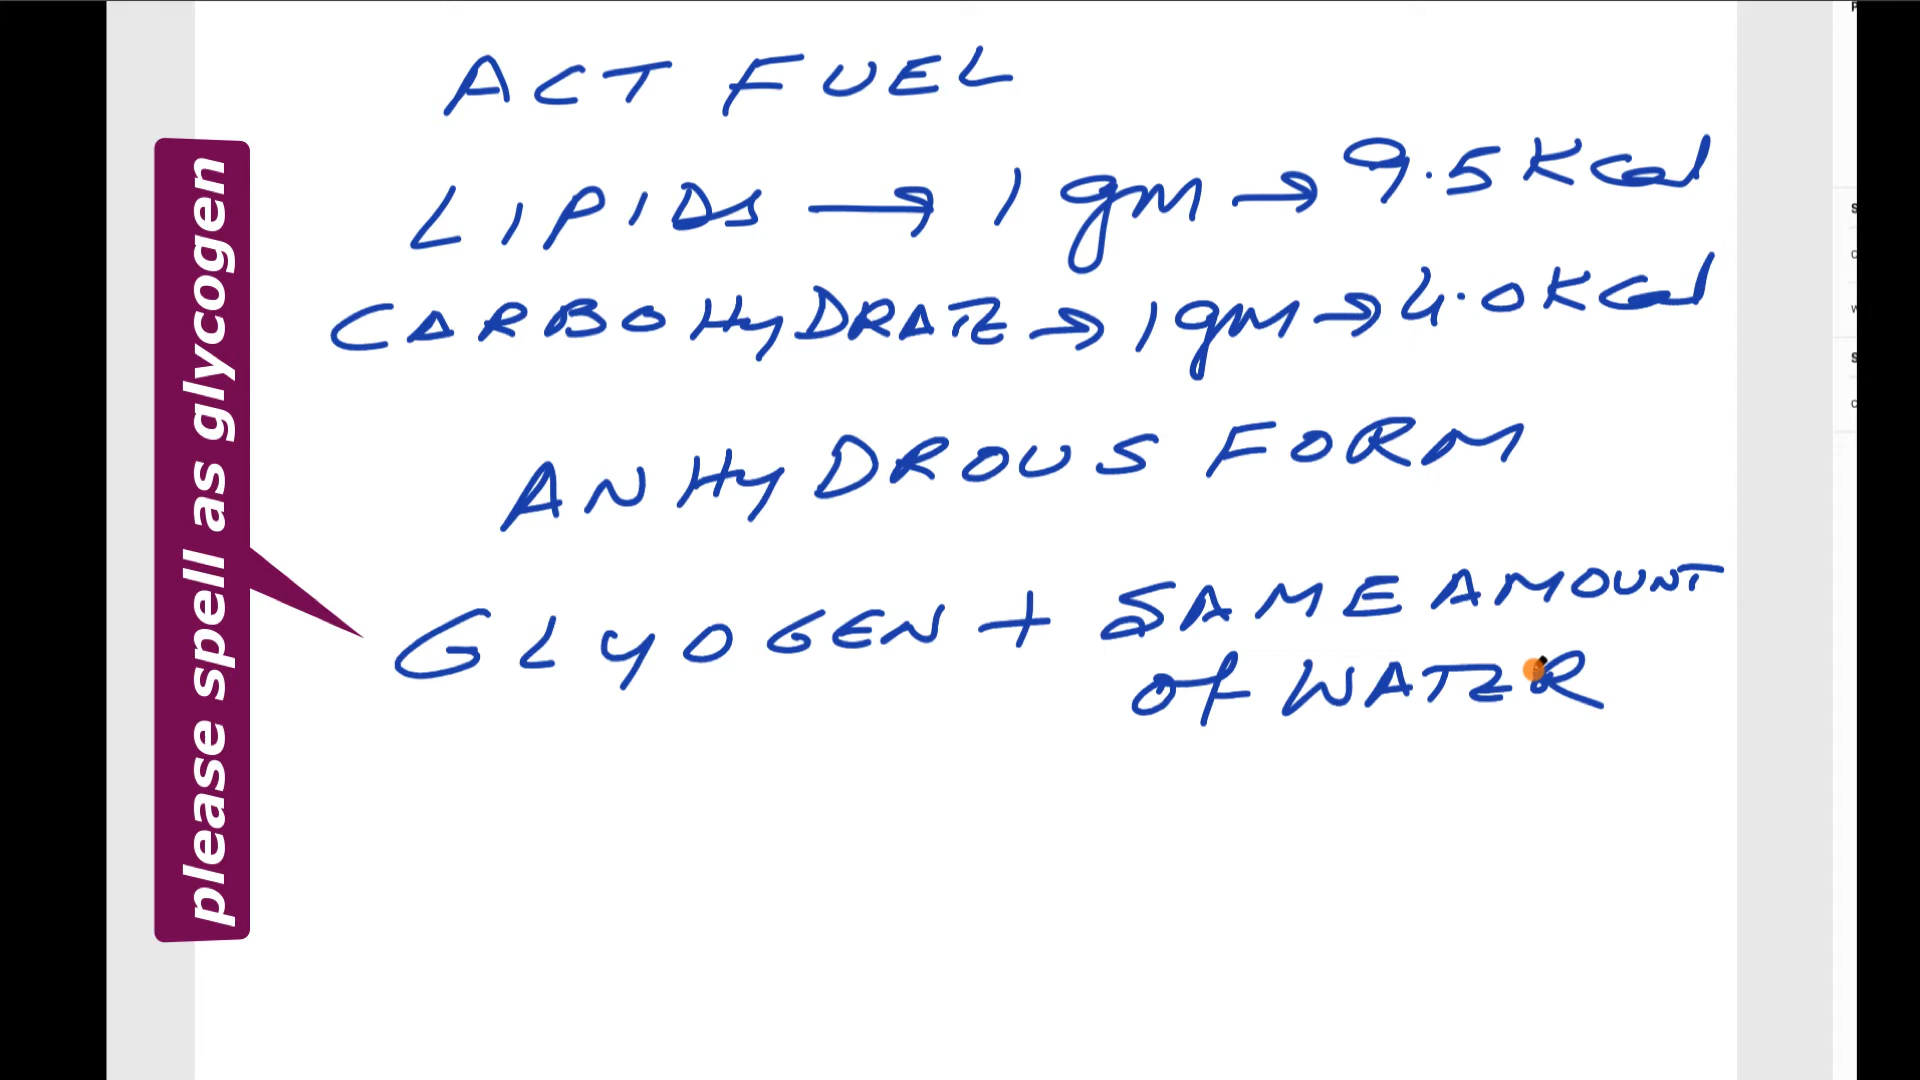 ACT FUEL
LIPIDS → 1 gm → 9.5 Kcal
CARBOHyDRATE → 1 gm → 4.0 Kcal
ANHyDROUS FORM
please spell as glycogen
GLYOGEN + SAME AMOUNT
of WATER